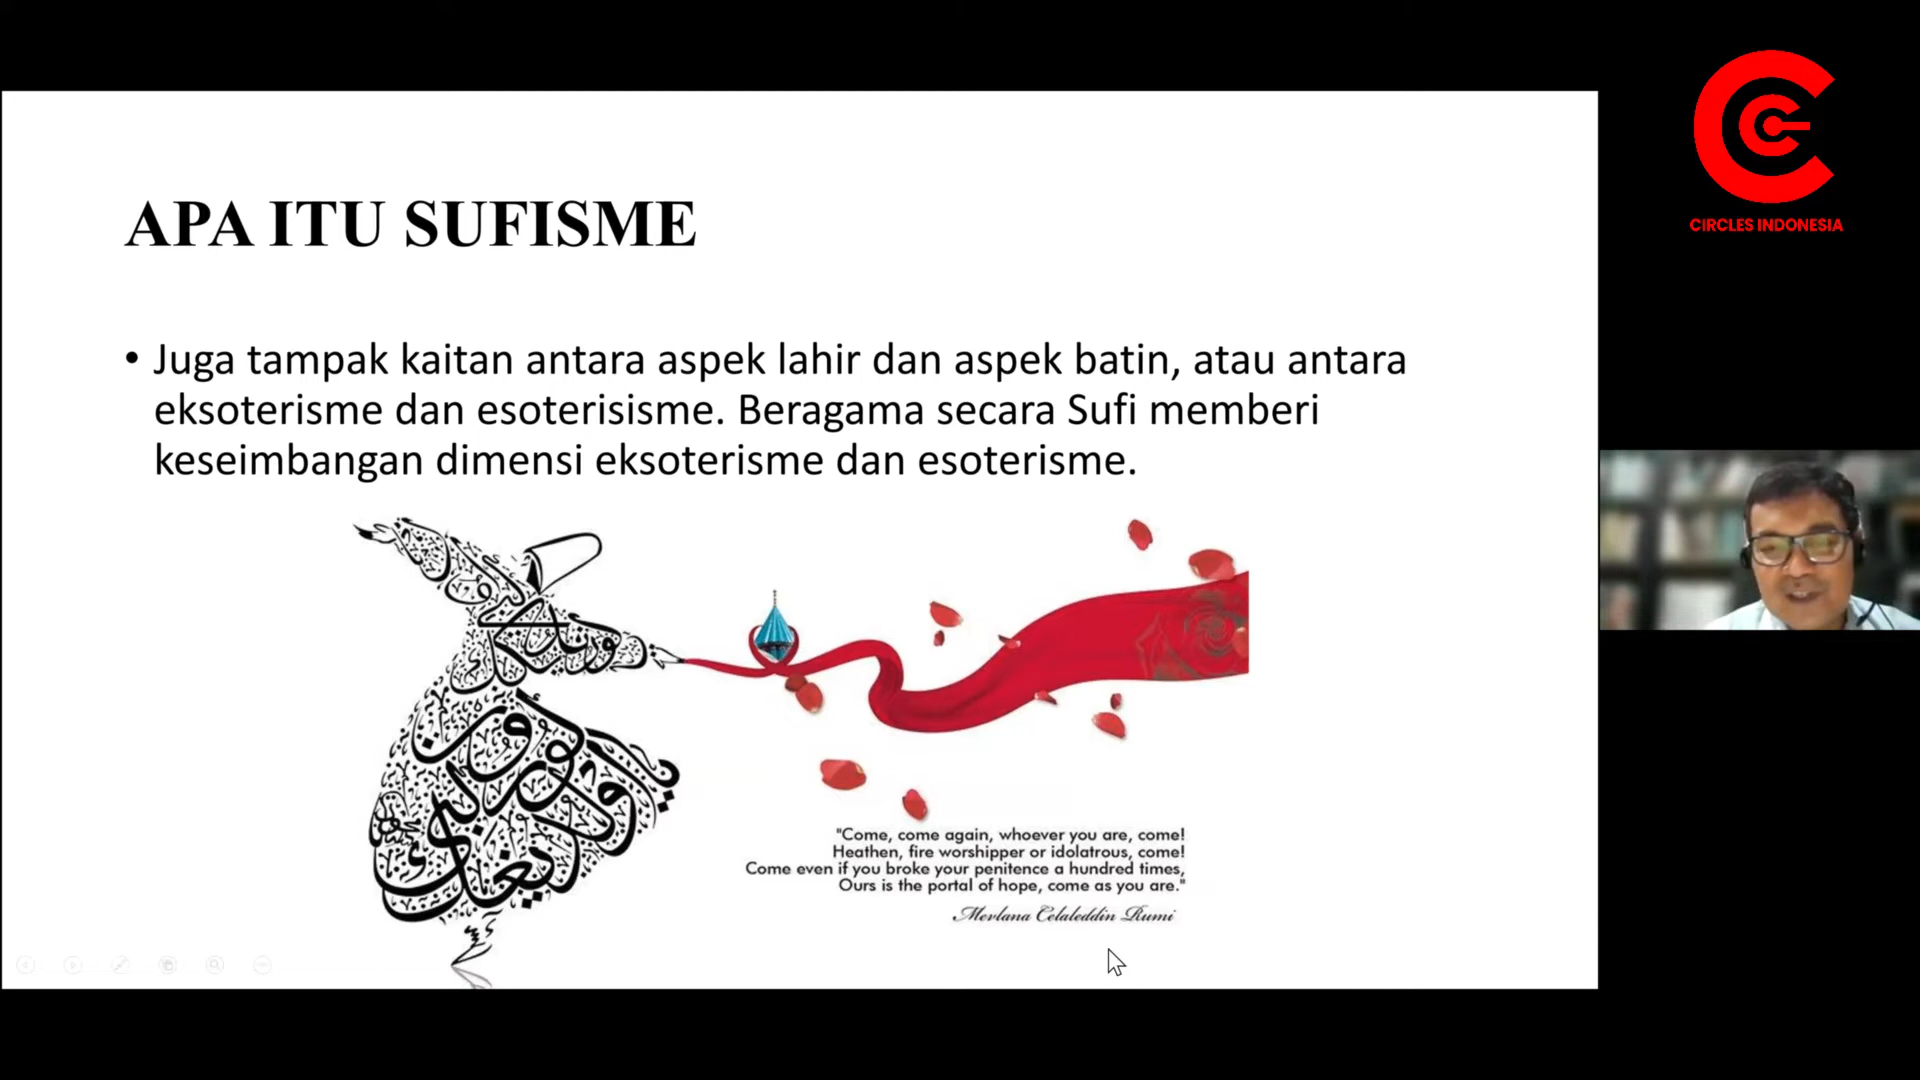 APA ITU SUFISME
• Juga tampak kaitan antara aspek lahir dan aspek batin, atau antara
eksoterisme dan esoterisisme. Beragama secara Sufi memberi
keseimbangan dimensi eksoterisme dan esoterisme.
"Come, come again, whoever you are, come!
Heathen, fire worshipper or idolatrous, come!
Come even if you broke your penitence a hundred times,
Ours is the portal of hope, come as you are."
Mevlana Celaleddin Rumi
CIRCLES INDONESIA